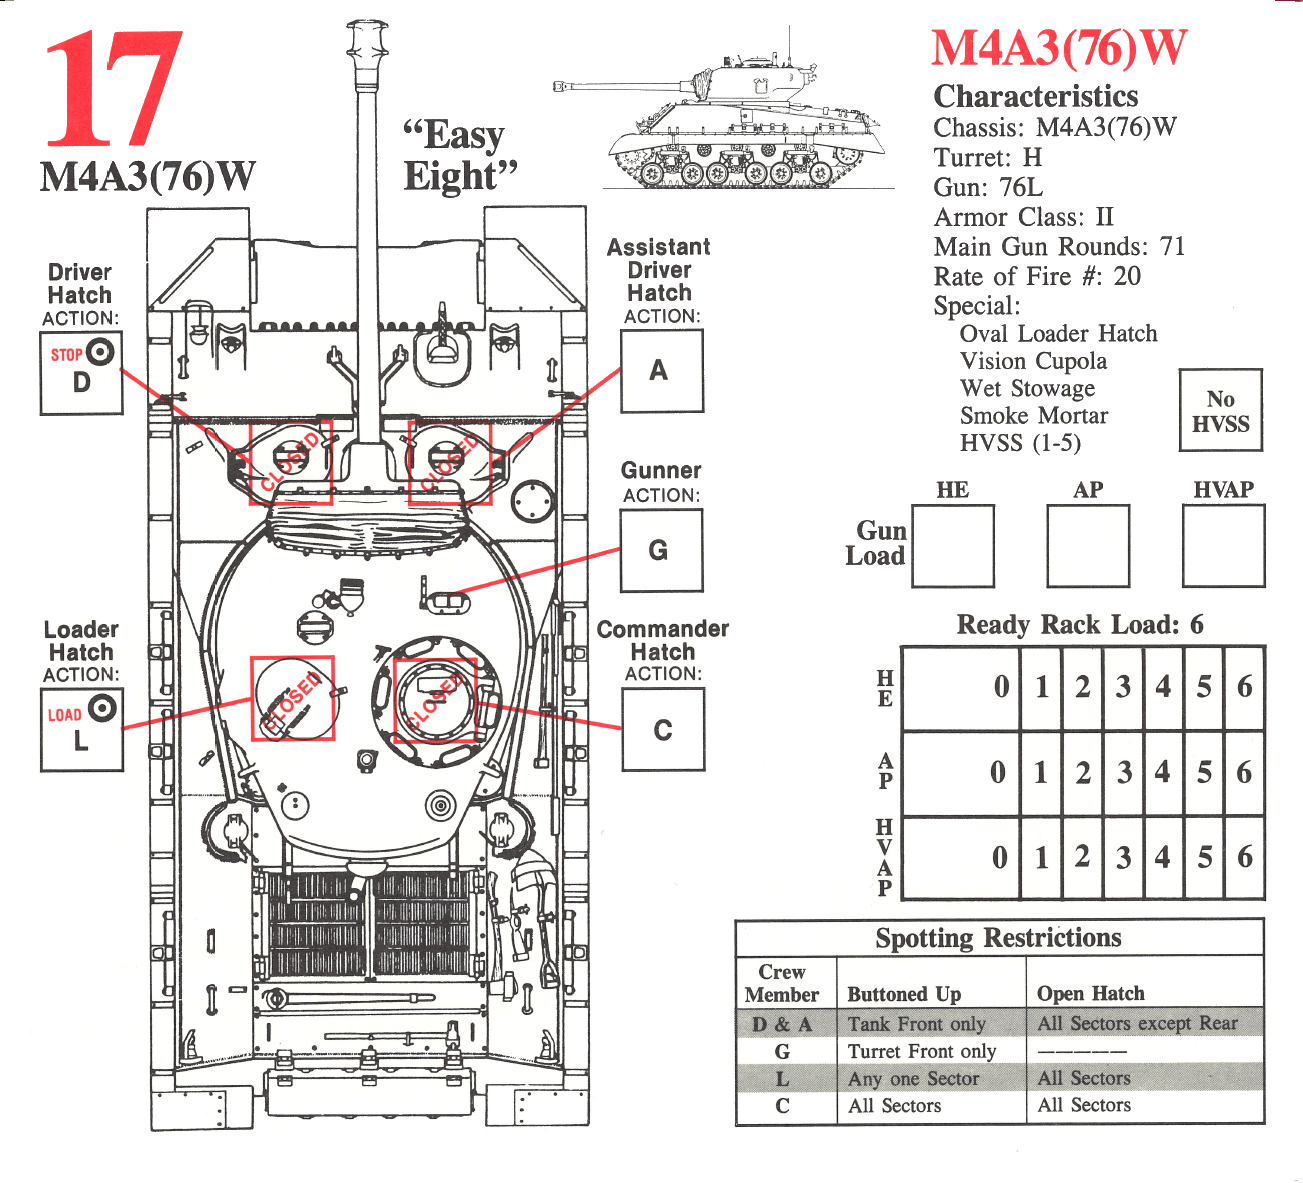 17
M4A3(76)W
“Easy
Eight”
M4A3(76)W
Characteristics
Chassis: M4A3(76)W
Turret: H
Gun: 76L
Armor Class: II
Main Gun Rounds: 71
Rate of Fire #: 20
Special:
Oval Loader Hatch
Vision Cupola
Wet Stowage
Smoke Mortar
HVSS (1-5)
No
HVSS
Driver
Hatch
ACTION:
STOP
D
Assistant
Driver
Hatch
ACTION:
A
CLOSED
CLOSED
Gunner
ACTION:
G
Loader
Hatch
ACTION:
LOAD
L
Commander
Hatch
ACTION:
C
CLOSED
CLOSED
HE AP HVAP
Gun
Load
Ready Rack Load: 6
HE 0 1 2 3 4 5 6
AP 0 1 2 3 4 5 6
HVAP 0 1 2 3 4 5 6
Spotting Restrictions
Crew
Member Buttoned Up Open Hatch
D & A Tank Front only All Sectors except Rear
G Turret Front only ——————
L Any one Sector All Sectors
C All Sectors All Sectors